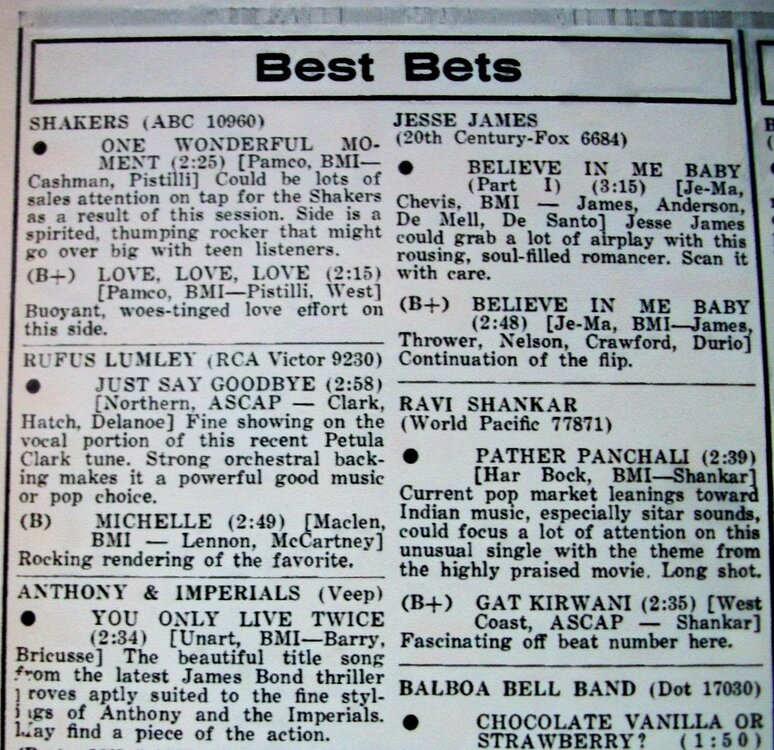 Best Bets
SHAKERS (ABC 10960)
● ONE WONDERFUL MO-
MENT (2:25) [Pamco, BMI—
Cashman, Pistilli] Could be lots of
sales attention on tap for the Shakers
as a result of this session. Side is a
spirited, thumping rocker that might
go over big with teen listeners.
(B+) LOVE, LOVE, LOVE (2:15)
[Pamco, BMI—Pistilli, West]
Buoyant, woes-tinged love effort on
this side.
RUFUS LUMLEY (RCA Victor 9230)
● JUST SAY GOODBYE (2:58)
[Northern, ASCAP — Clark,
Hatch, Delanoe] Fine showing on the
vocal portion of this recent Petula
Clark tune. Strong orchestral back-
ing makes it a powerful good music
or pop choice.
(B) MICHELLE (2:49) [Maclen,
BMI — Lennon, McCartney]
Rocking rendering of the favorite.
ANTHONY & IMPERIALS (Veep)
● YOU ONLY LIVE TWICE
(2:34) [Unart, BMI—Barry,
Bricusse] The beautiful title song
from the latest James Bond thriller
roves aptly suited to the fine styl-
gs of Anthony and the Imperials.
May find a piece of the action.
JESSE JAMES
(20th Century-Fox 6684)
● BELIEVE IN ME BABY
(Part I) (3:15) [Je-Ma,
Chevis, BMI — James, Anderson,
De Mell, De Santo] Jesse James
could grab a lot of airplay with this
rousing, soul-filled romancer. Scan it
with care.
(B+) BELIEVE IN ME BABY
(2:48) [Je-Ma, BMI—James,
Thrower, Nelson, Crawford, Durio]
Continuation of the flip.
RAVI SHANKAR
(World Pacific 77871)
● PATHER PANCHALI (2:39)
[Har Bock, BMI—Shankar]
Current pop market leanings toward
Indian music, especially sitar sounds,
could focus a lot of attention on this
unusual single with the theme from
the highly praised movie. Long shot.
(B+) GAT KIRWANI (2:35) [West
Coast, ASCAP — Shankar]
Fascinating off beat number here.
BALBOA BELL BAND (Dot 17030)
● CHOCOLATE VANILLA OR
STRAWBERRY? (1:50)